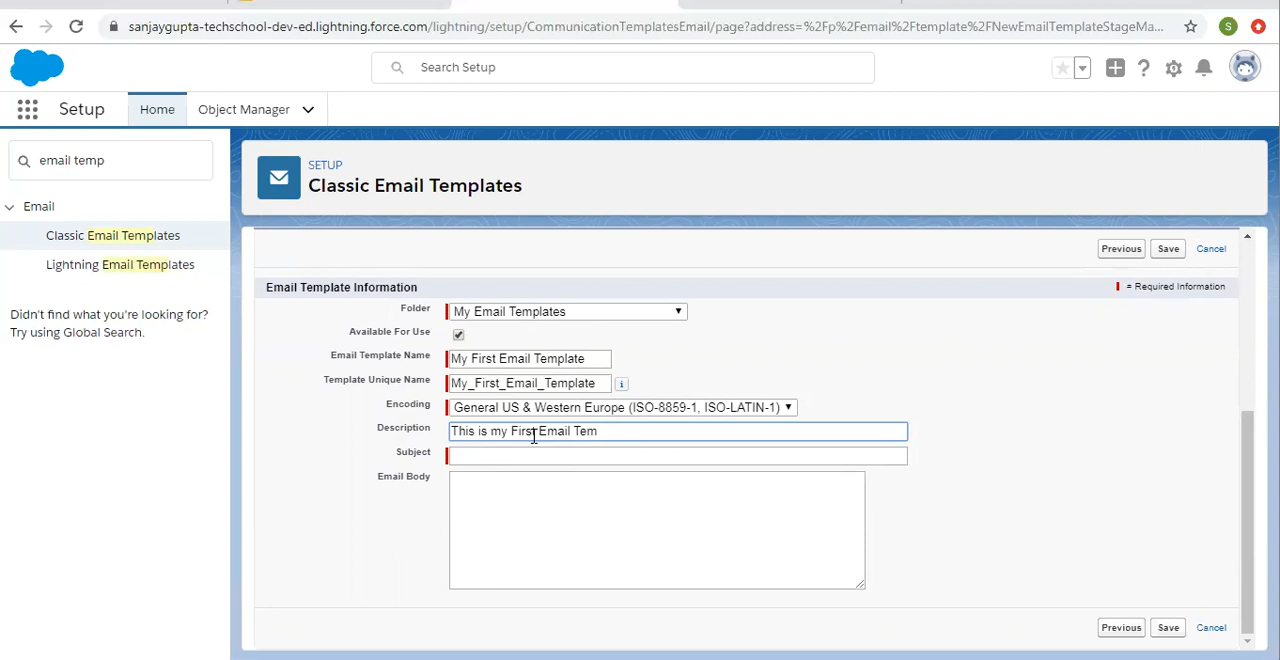 sanjaygupta-techschool-dev-ed.lightning.force.com/lightning/setup/CommunicationTemplatesEmail/page?address=%2Fp%2Femail%2Ftemplate%2FNewEmailTemplateStageMa...
S
Search Setup
Setup
Home
Object Manager
email temp
SETUP
Classic Email Templates
Email
Classic Email Templates
Lightning Email Templates
Didn't find what you're looking for?
Try using Global Search.
Previous
Save
Cancel
Email Template Information
= Required Information
Folder
My Email Templates
Available For Use
Email Template Name
My First Email Template
Template Unique Name
My_First_Email_Template
i
Encoding
General US & Western Europe (ISO-8859-1, ISO-LATIN-1)
Description
This is my First Email Tem
Subject
Email Body
Previous
Save
Cancel